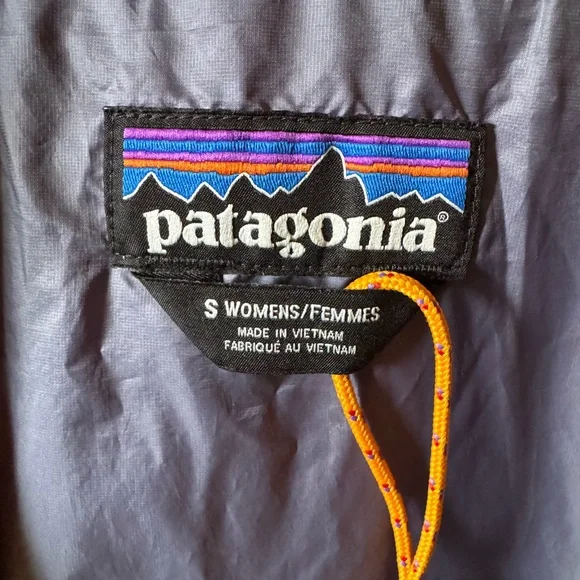 patagonia®
S WOMENS/FEMMES
MADE IN VIETNAM
FABRIQUÉ AU VIETNAM